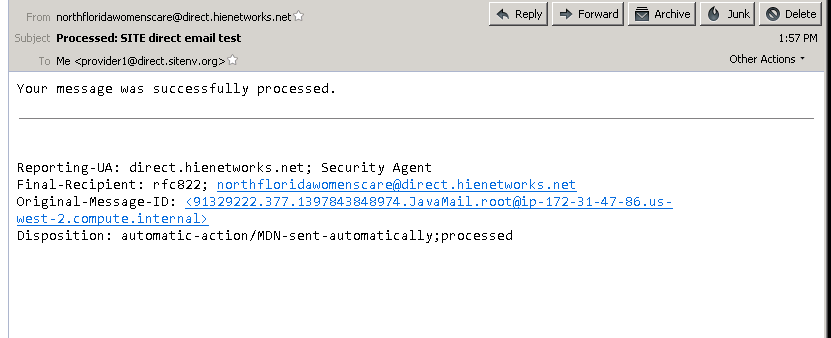 From northfloridawomenscare@direct.hienetworks.net Reply Forward Archive Junk Delete
Subject Processed: SITE direct email test 1:57 PM
To Me <provider1@direct.sitenv.org> Other Actions
Your message was successfully processed.
Reporting-UA: direct.hienetworks.net; Security Agent
Final-Recipient: rfc822; northfloridawomenscare@direct.hienetworks.net
Original-Message-ID: <91329222.377.1397843848974.JavaMail.root@ip-172-31-47-86.us-
west-2.compute.internal>
Disposition: automatic-action/MDN-sent-automatically;processed